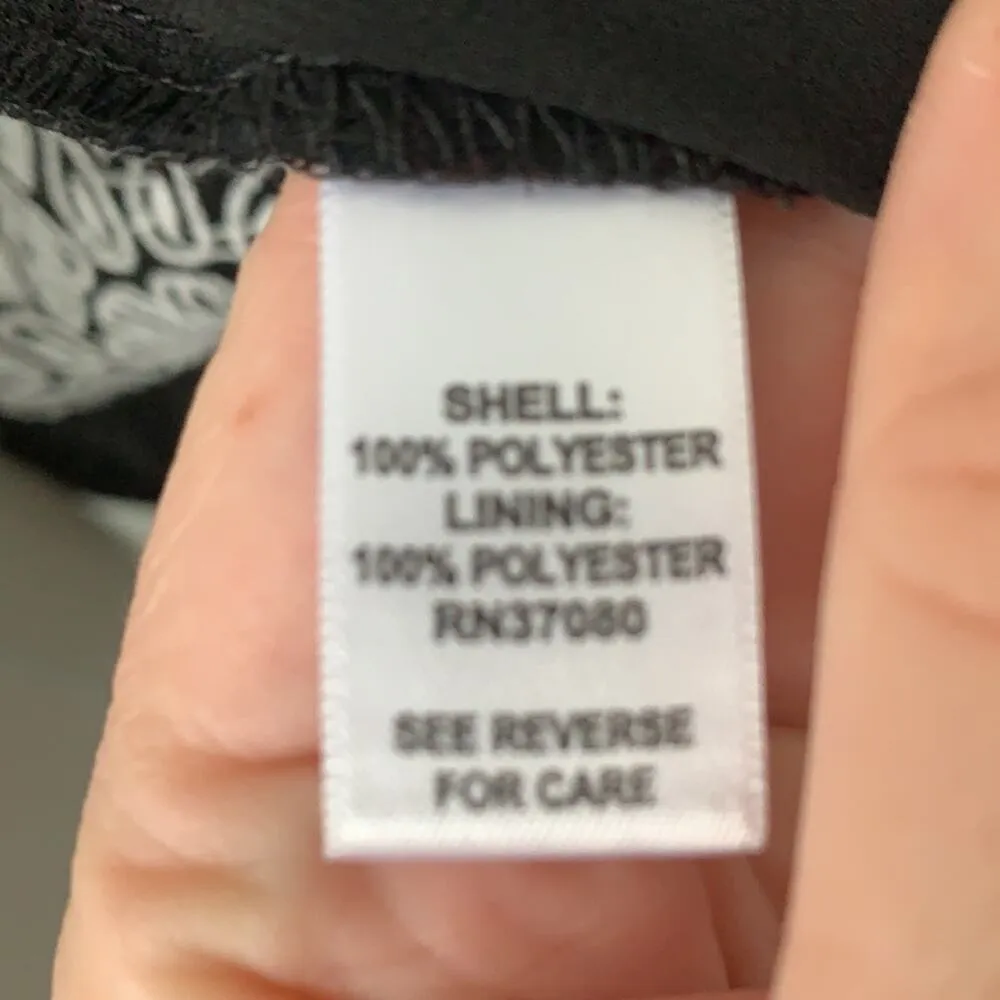 SHELL:
100% POLYESTER
LINING:
100% POLYESTER
RN37080
SEE REVERSE
FOR CARE